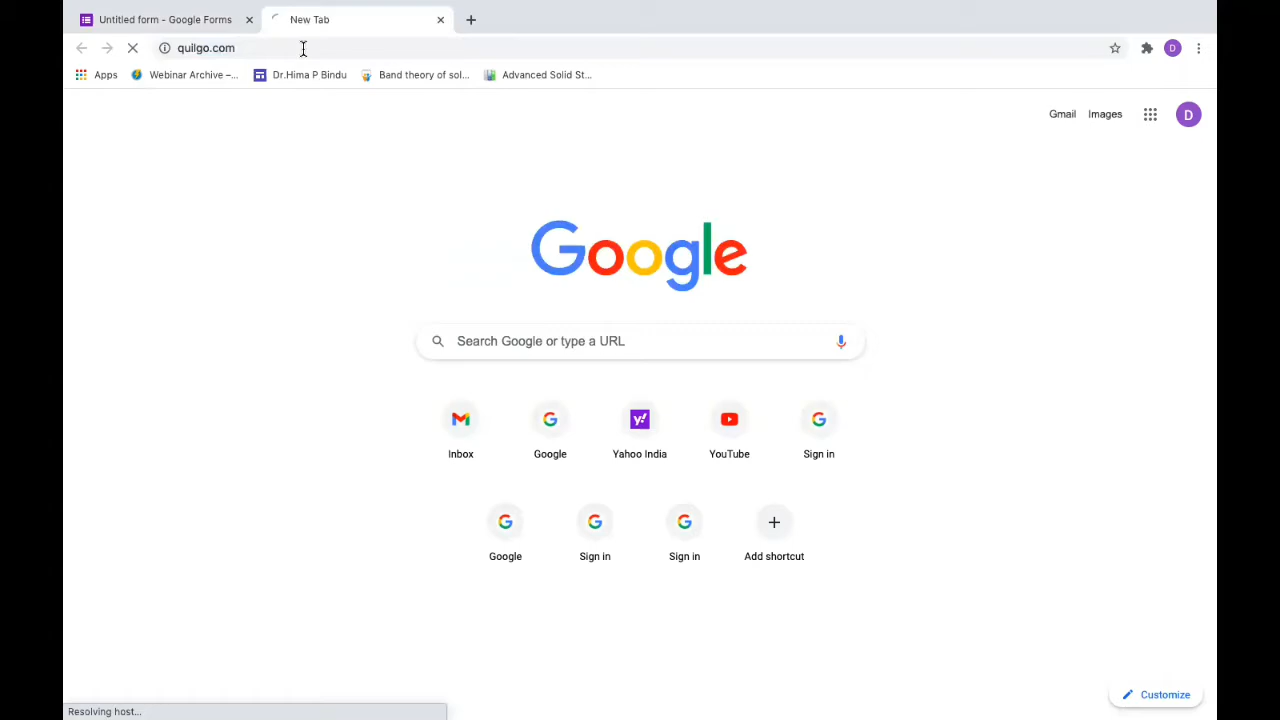 Untitled form - Google Forms
New Tab
quilgo.com
Apps
Webinar Archive –...
Dr.Hima P Bindu
Band theory of sol...
Advanced Solid St...
D
Gmail
Images
D
Google
Search Google or type a URL
Inbox
Google
Yahoo India
YouTube
Sign in
Google
Sign in
Sign in
Add shortcut
Customize
Resolving host...